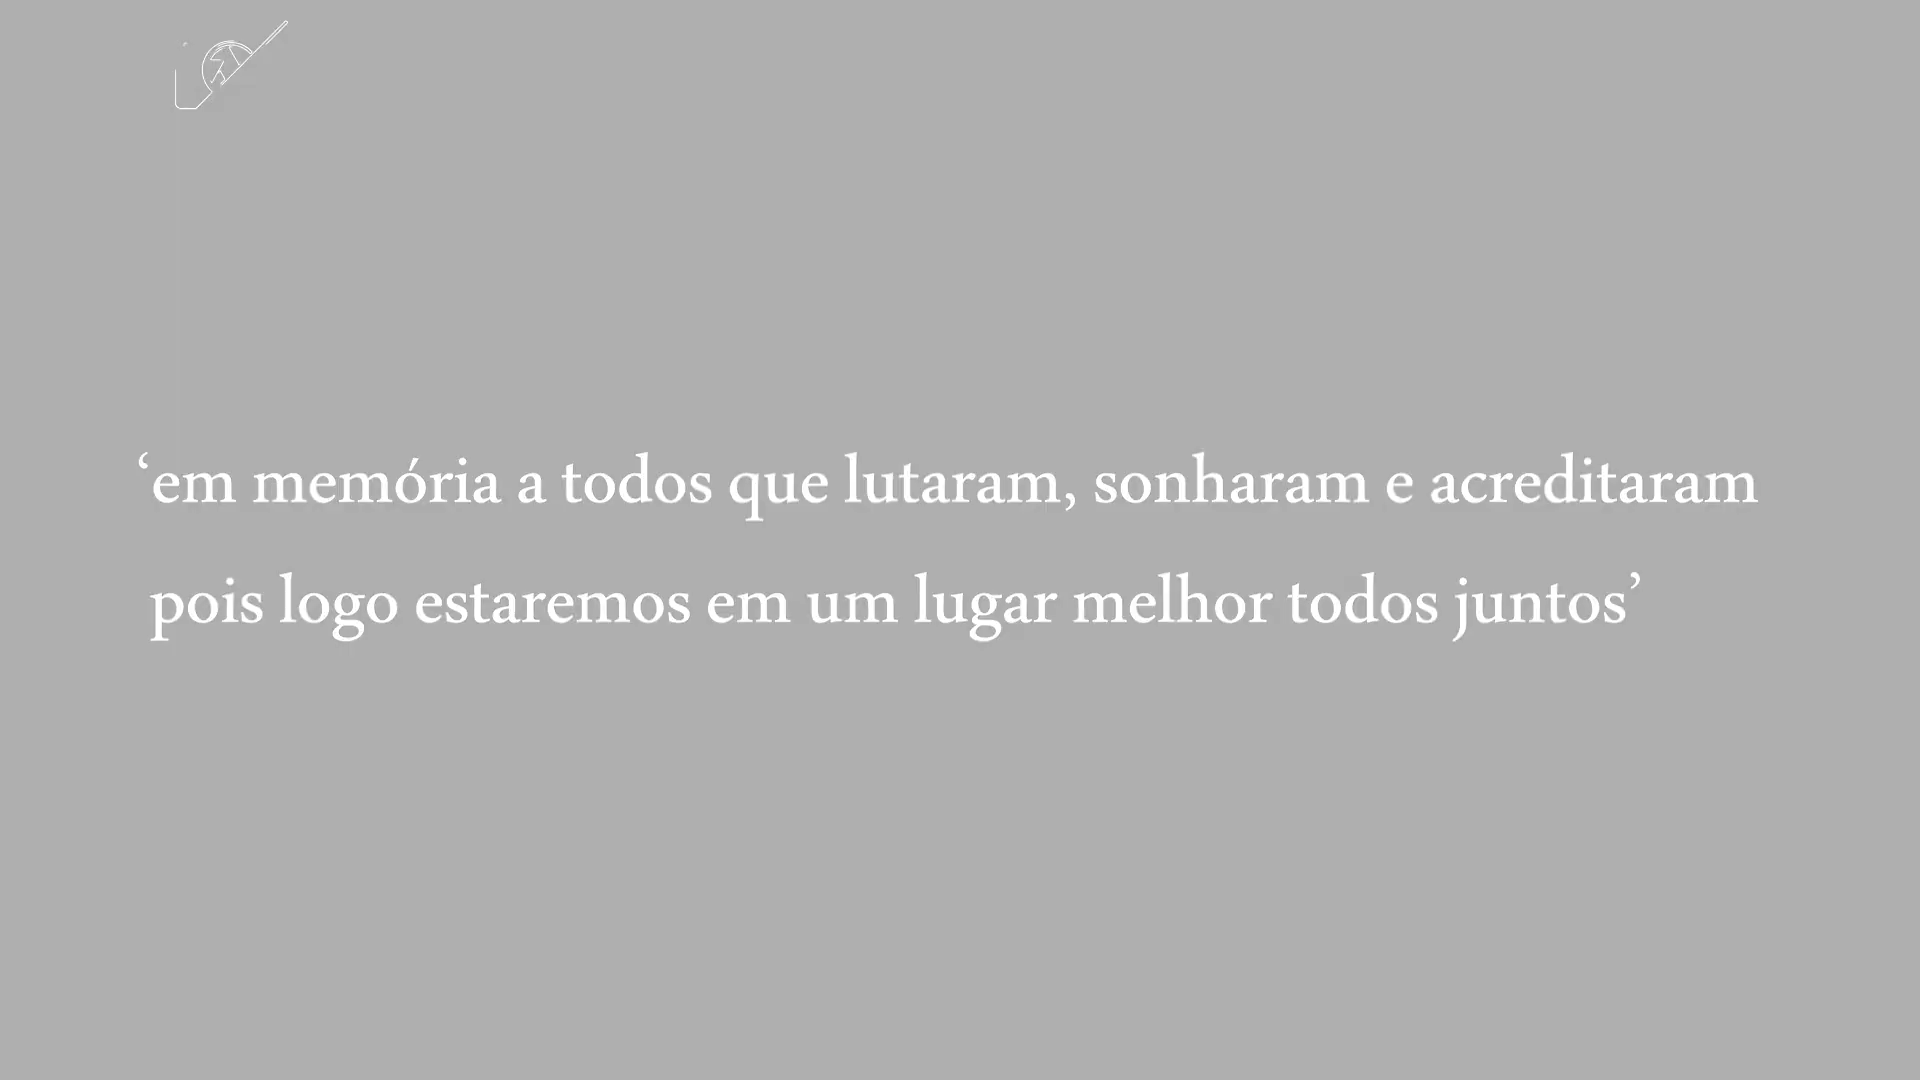 ‘em memória a todos que lutaram, sonharam e acreditaram
pois logo estaremos em um lugar melhor todos juntos’